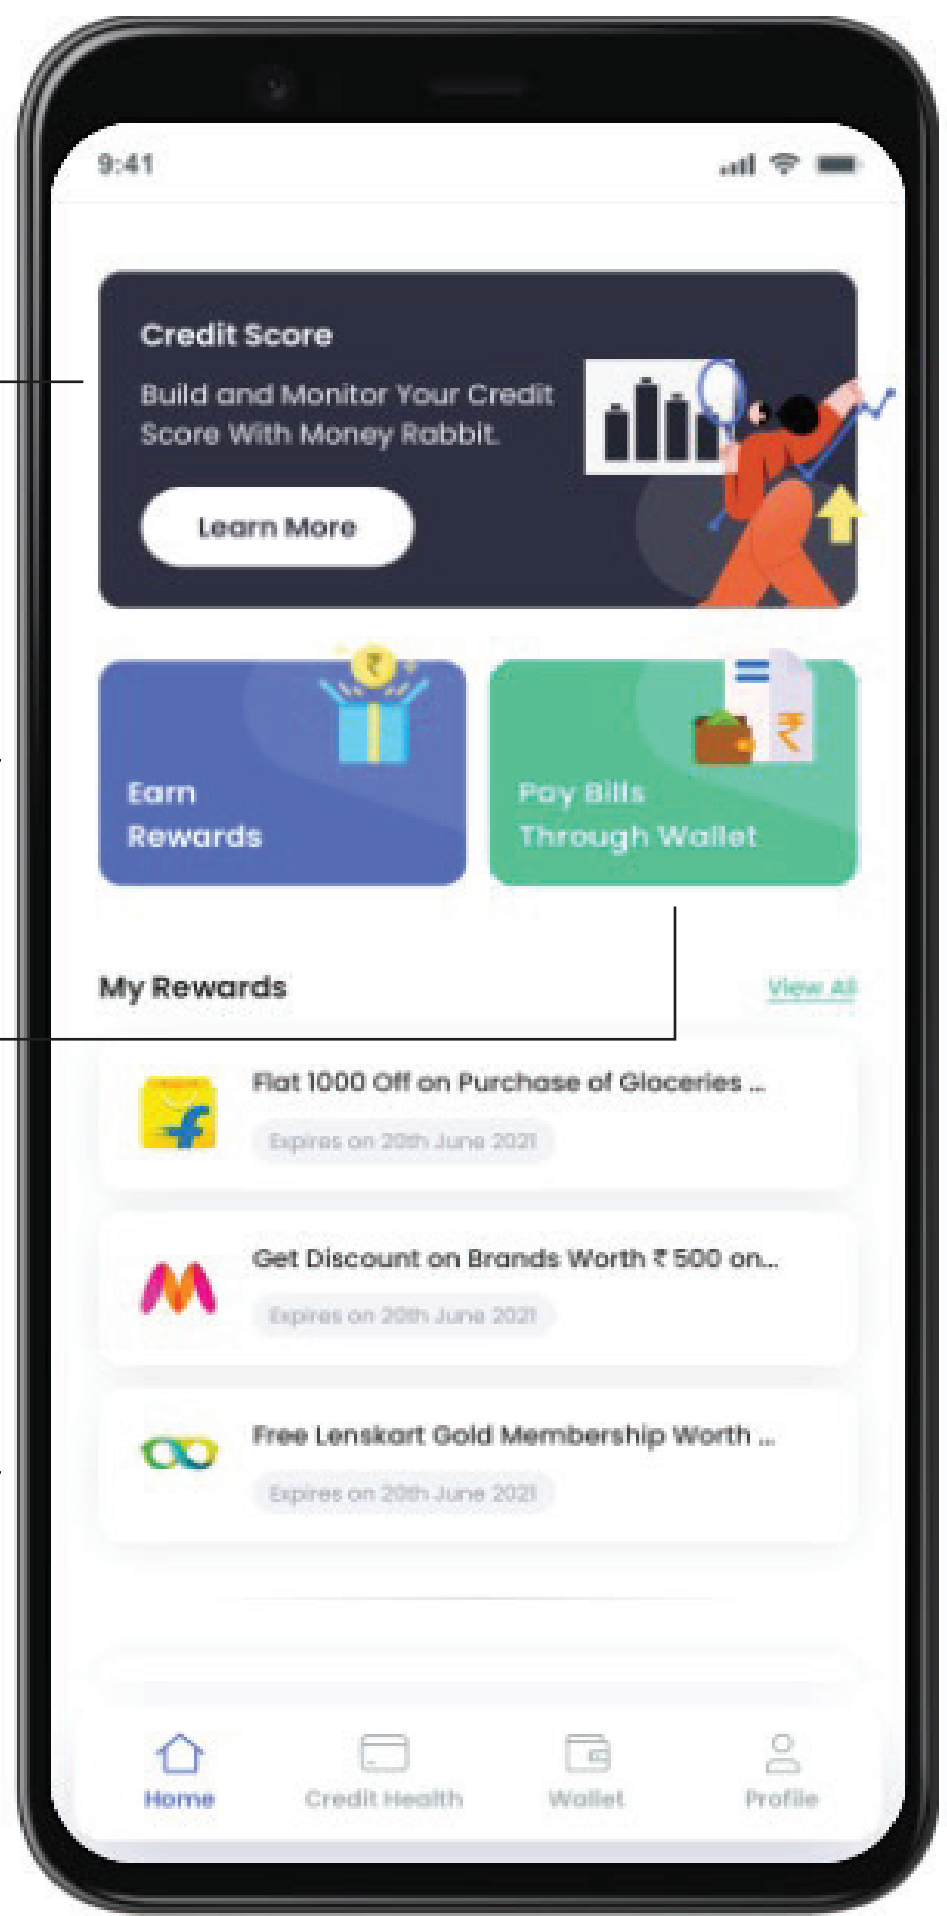 9:41
Credit Score
Build and Monitor Your Credit
Score With Money Rabbit.
Learn More
Earn
Rewards
Pay Bills
Through Wallet
My Rewards
View All
Flat 1000 Off on Purchase of Gloceries ...
Expires on 20th June 2021
Get Discount on Brands Worth ₹ 500 on...
Expires on 20th June 2021
Free Lenskart Gold Membership Worth ...
Expires on 20th June 2021
Home
Credit Health
Wallet
Profile